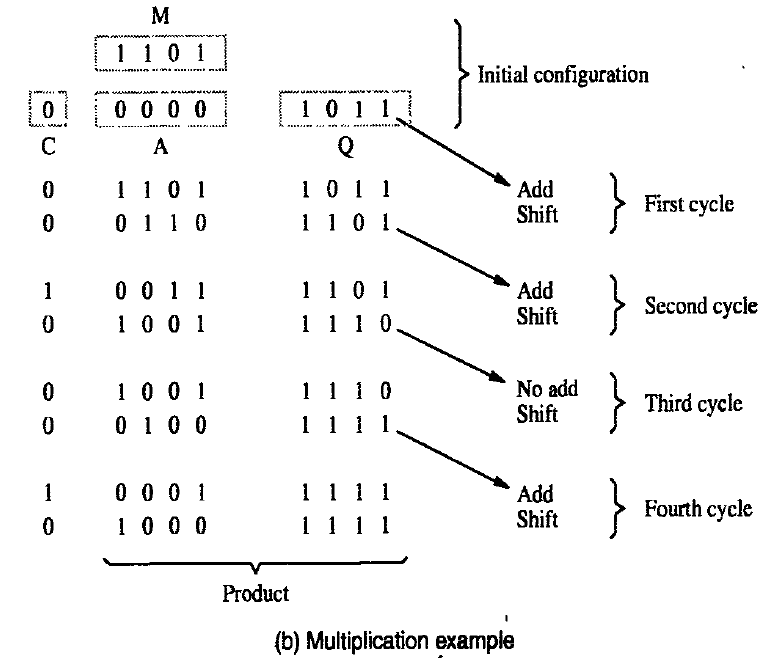 M
1 1 0 1
Initial configuration
0 0 0 0 0 1 0 1 1
C A Q
0 1 1 0 1 1 0 1 1 Add
First cycle
0 0 1 1 0 1 1 0 1 Shift
1 0 0 1 1 1 1 0 1 Add
Second cycle
0 1 0 0 1 1 1 1 0 Shift
0 1 0 0 1 1 1 1 0 No add
Third cycle
0 0 1 0 0 1 1 1 1 Shift
1 0 0 0 1 1 1 1 1 Add
Fourth cycle
0 1 0 0 0 1 1 1 1 Shift
Product
(b) Multiplication example